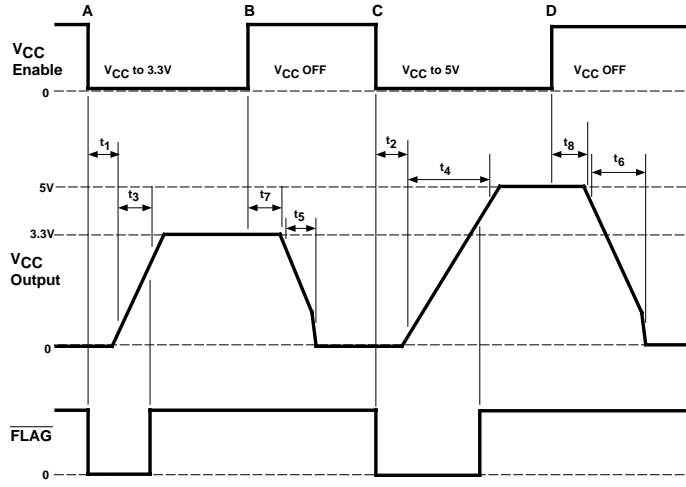 A B C D
VCC
Enable
VCC to 3.3V VCC OFF VCC to 5V VCC OFF
0
t1 t2 t8
t4 t6
5V
t3 t7 t5
3.3V
VCC
Output
0
FLAG
0